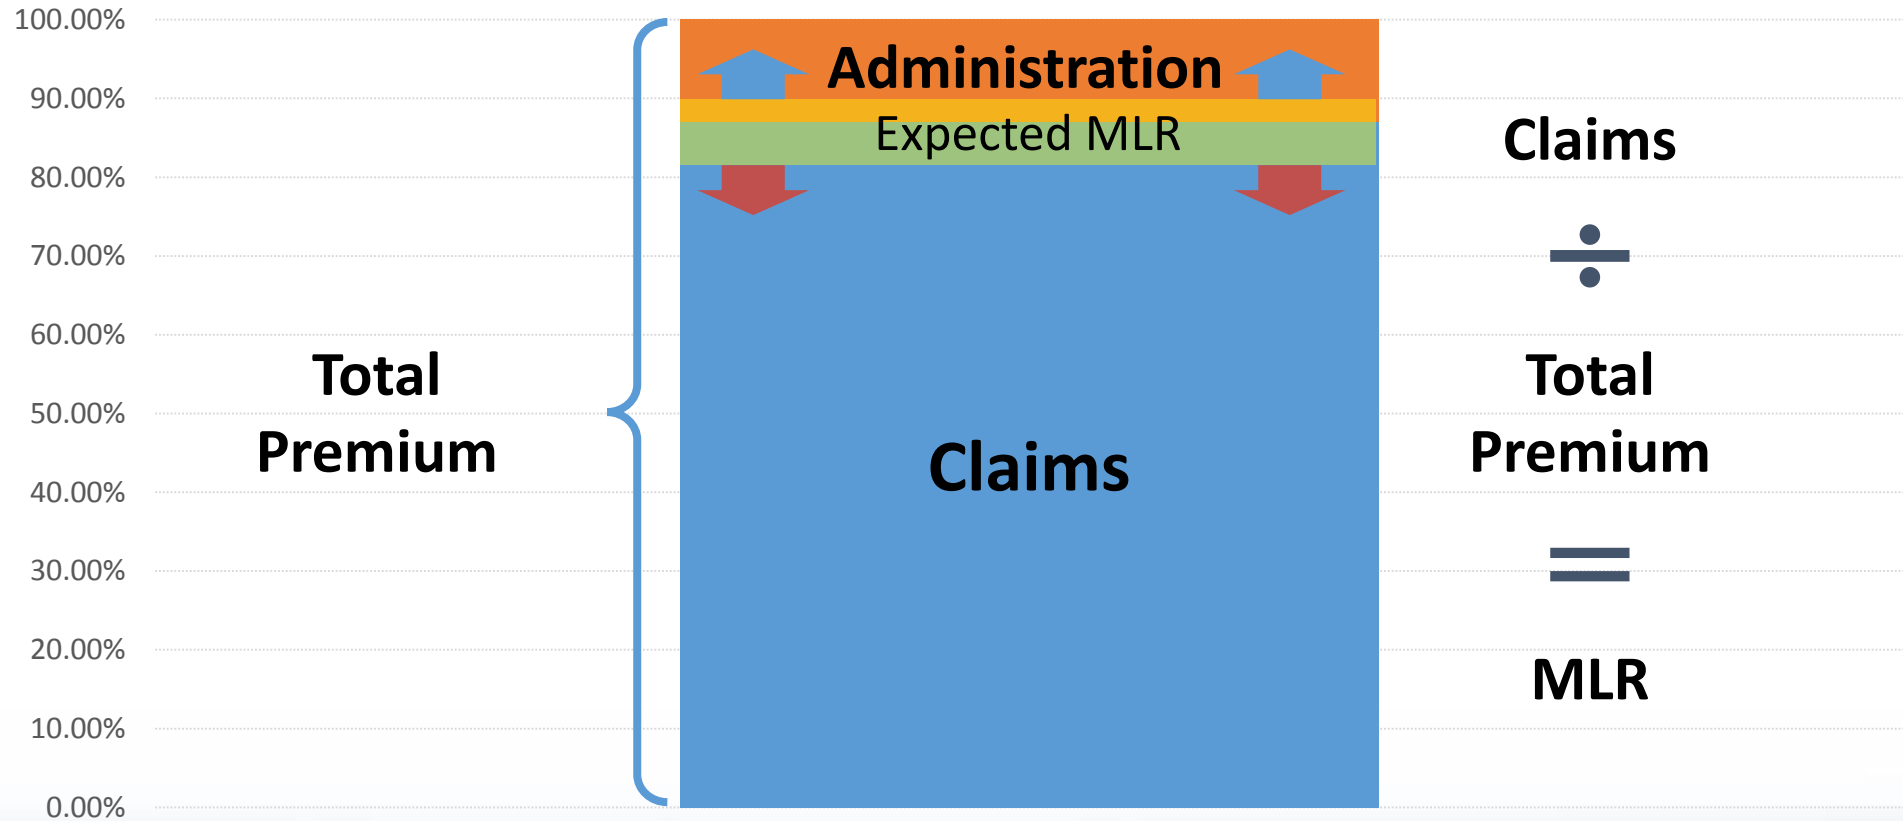 100.00%
90.00%
80.00%
70.00%
60.00%
50.00%
40.00%
30.00%
20.00%
10.00%
0.00%
Total
Premium
Administration
Expected MLR
Claims
Claims
÷
Total
Premium
=
MLR